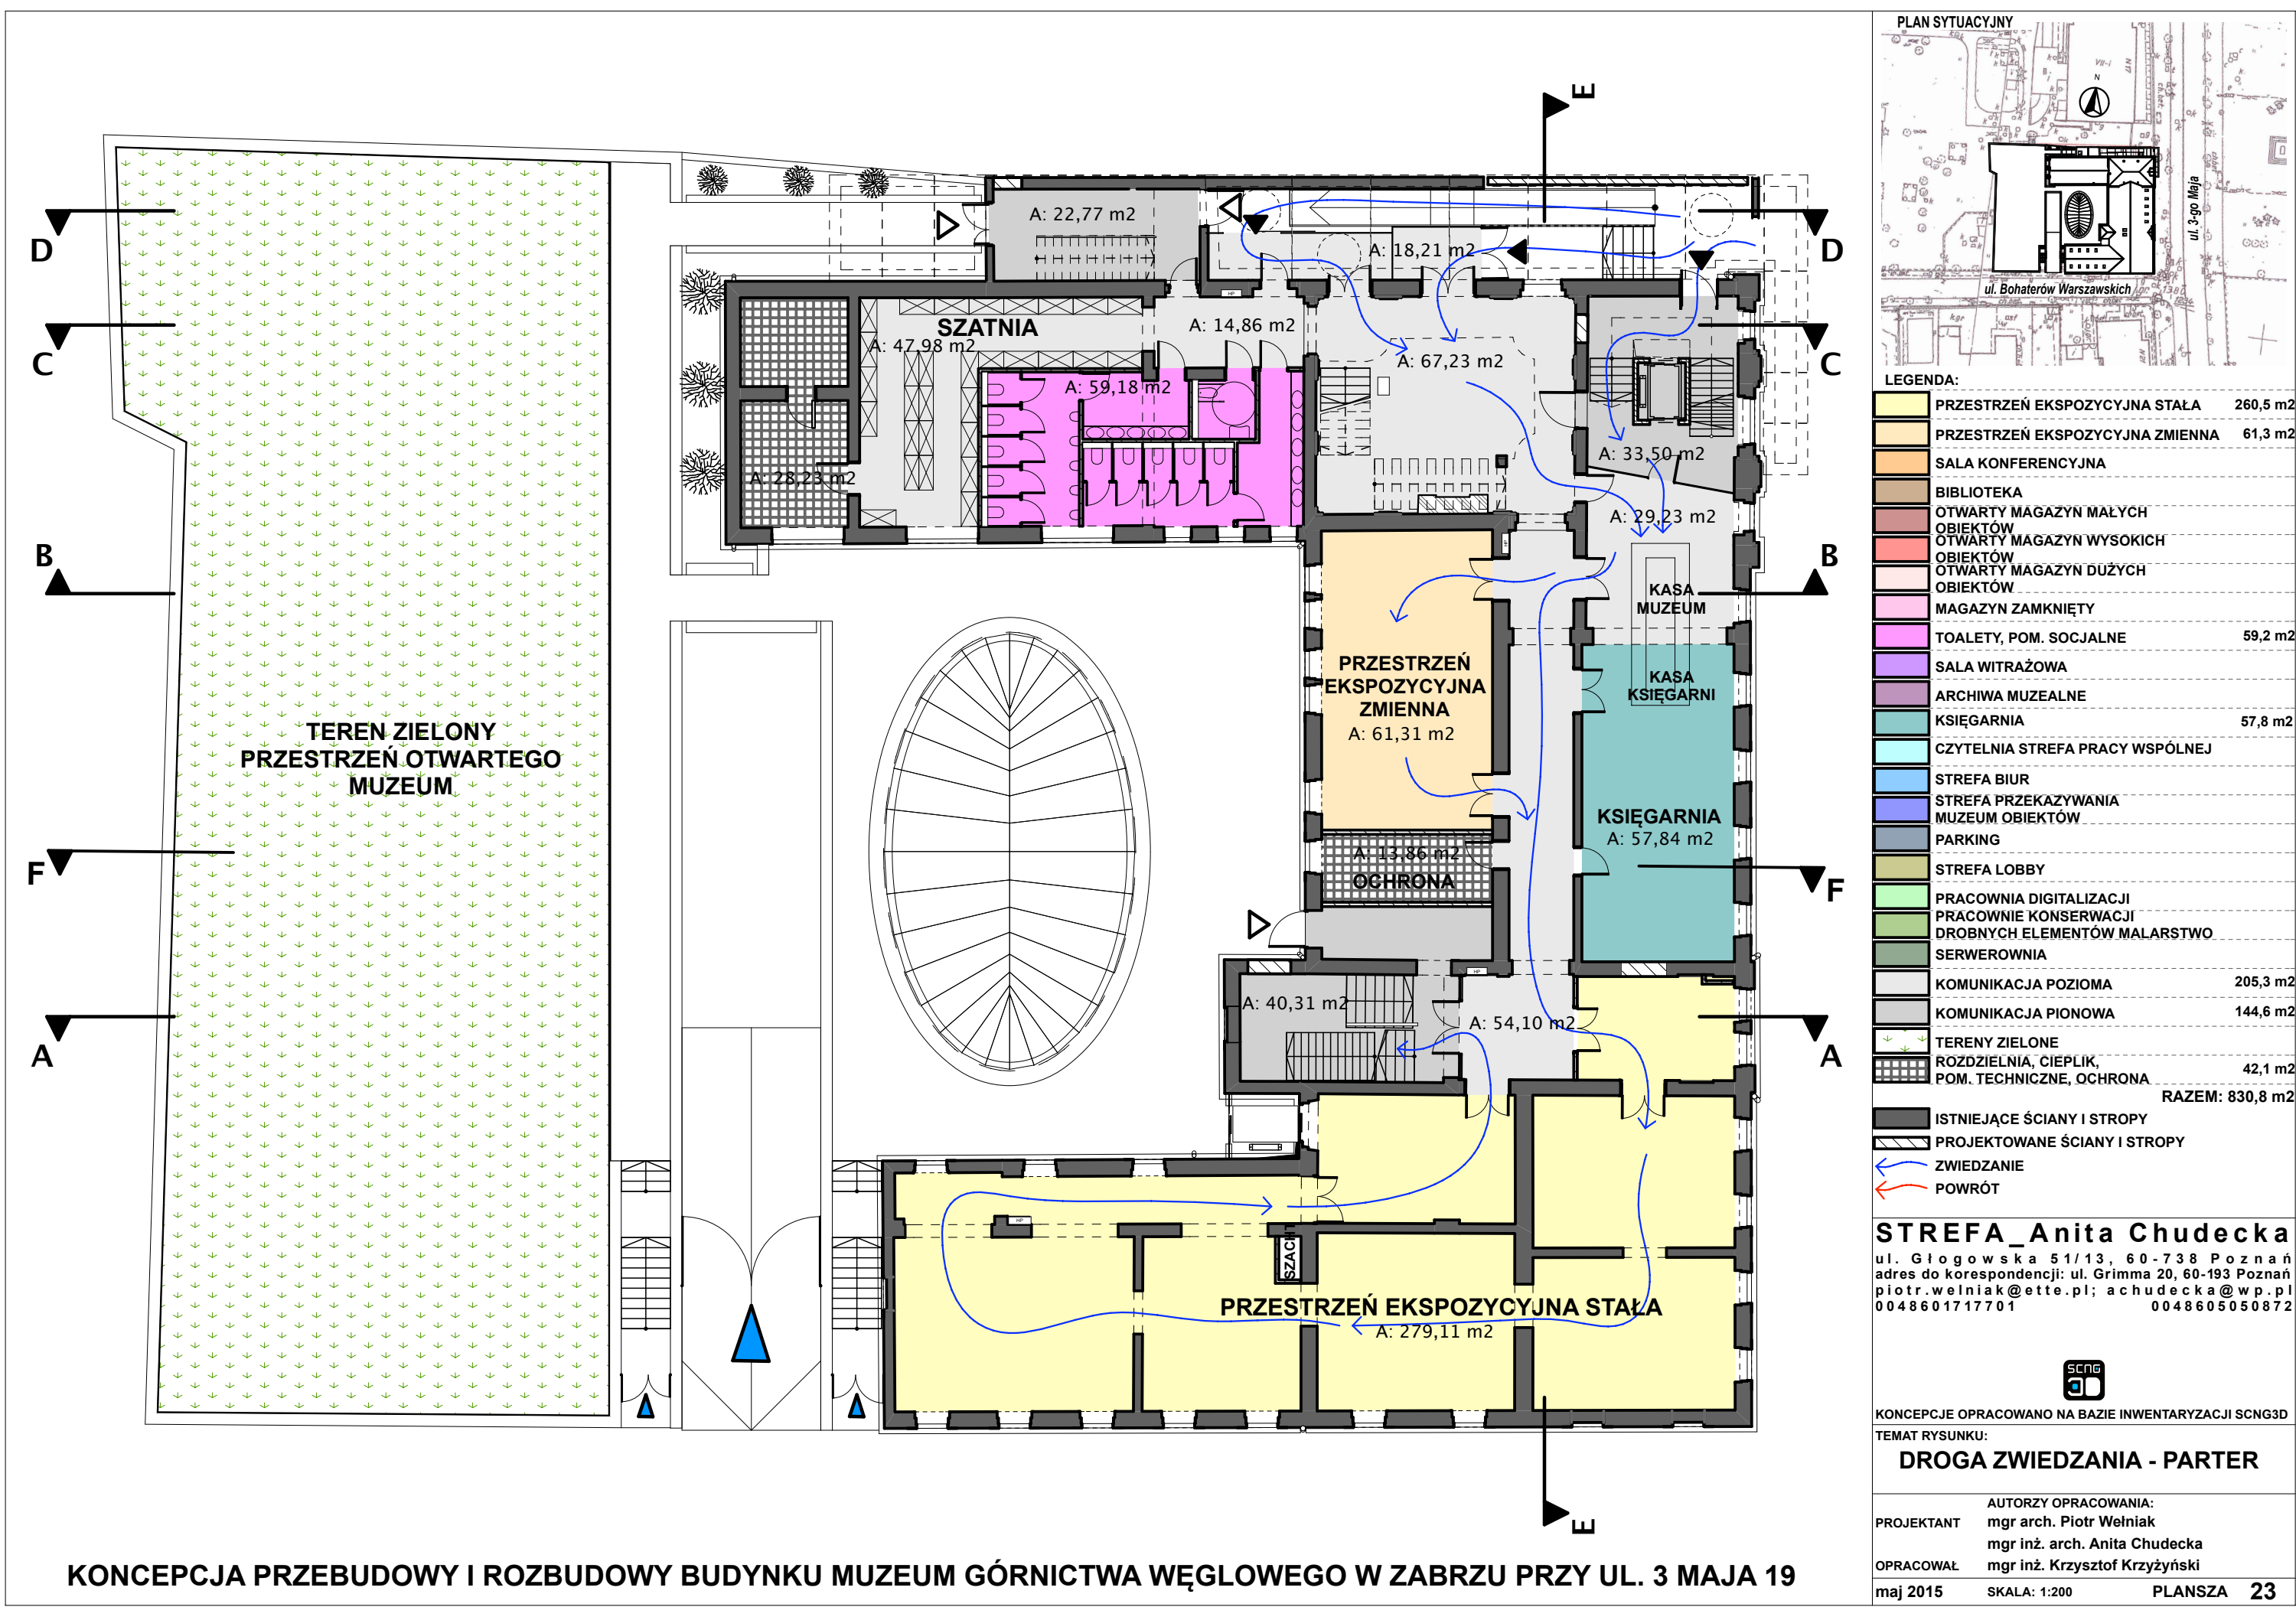 E
D
D
C
C
B
B
F
F
A
A
E
A: 22,77 m2
A: 18,21 m2
SZATNIA
A: 47,98 m2
A: 14,86 m2
A: 67,23 m2
A: 59,18 m2
A: 28,23 m2
A: 33,50 m2
A: 29,23 m2
HP
HP
KASA
MUZEUM
KASA
KSIĘGARNI
PRZESTRZEŃ
EKSPOZYCYJNA
ZMIENNA
A: 61,31 m2
TEREN ZIELONY
PRZESTRZEŃ OTWARTEGO
MUZEUM
KSIĘGARNIA
A: 57,84 m2
A: 13,86 m2
OCHRONA
HP
A: 40,31 m2
A: 54,10 m2
HP
SZACHT
PRZESTRZEŃ EKSPOZYCYJNA STAŁA
A: 279,11 m2
KONCEPCJA PRZEBUDOWY I ROZBUDOWY BUDYNKU MUZEUM GÓRNICTWA WĘGLOWEGO W ZABRZU PRZY UL. 3 MAJA 19
PLAN SYTUACYJNY
N
ul. 3-go Maja
ul. Bohaterów Warszawskich
LEGENDA:
PRZESTRZEŃ EKSPOZYCYJNA STAŁA 260,5 m2
PRZESTRZEŃ EKSPOZYCYJNA ZMIENNA 61,3 m2
SALA KONFERENCYJNA
BIBLIOTEKA
OTWARTY MAGAZYN MAŁYCH
OBIEKTÓW
OTWARTY MAGAZYN WYSOKICH
OBIEKTÓW
OTWARTY MAGAZYN DUŻYCH
OBIEKTÓW
MAGAZYN ZAMKNIĘTY
TOALETY, POM. SOCJALNE 59,2 m2
SALA WITRAŻOWA
ARCHIWA MUZEALNE
KSIĘGARNIA 57,8 m2
CZYTELNIA STREFA PRACY WSPÓLNEJ
STREFA BIUR
STREFA PRZEKAZYWANIA
MUZEUM OBIEKTÓW
PARKING
STREFA LOBBY
PRACOWNIA DIGITALIZACJI
PRACOWNIE KONSERWACJI
DROBNYCH ELEMENTÓW MALARSTWO
SERWEROWNIA
KOMUNIKACJA POZIOMA 205,3 m2
KOMUNIKACJA PIONOWA 144,6 m2
TERENY ZIELONE
ROZDZIELNIA, CIEPLIK,
POM. TECHNICZNE, OCHRONA 42,1 m2
RAZEM: 830,8 m2
ISTNIEJĄCE ŚCIANY I STROPY
PROJEKTOWANE ŚCIANY I STROPY
ZWIEDZANIE
POWRÓT
STREFA_Anita Chudecka
ul. Głogowska 51/13, 60-738 Poznań
adres do korespondencji: ul. Grimma 20, 60-193 Poznań
piotr.welniak@ette.pl; achudecka@wp.pl
0048601717701 0048605050872
SCNG
3D
KONCEPCJE OPRACOWANO NA BAZIE INWENTARYZACJI SCNG3D
TEMAT RYSUNKU:
DROGA ZWIEDZANIA - PARTER
AUTORZY OPRACOWANIA:
PROJEKTANT mgr arch. Piotr Wełniak
mgr inż. arch. Anita Chudecka
OPRACOWAŁ mgr inż. Krzysztof Krzyżyński
maj 2015 SKALA: 1:200 PLANSZA 23